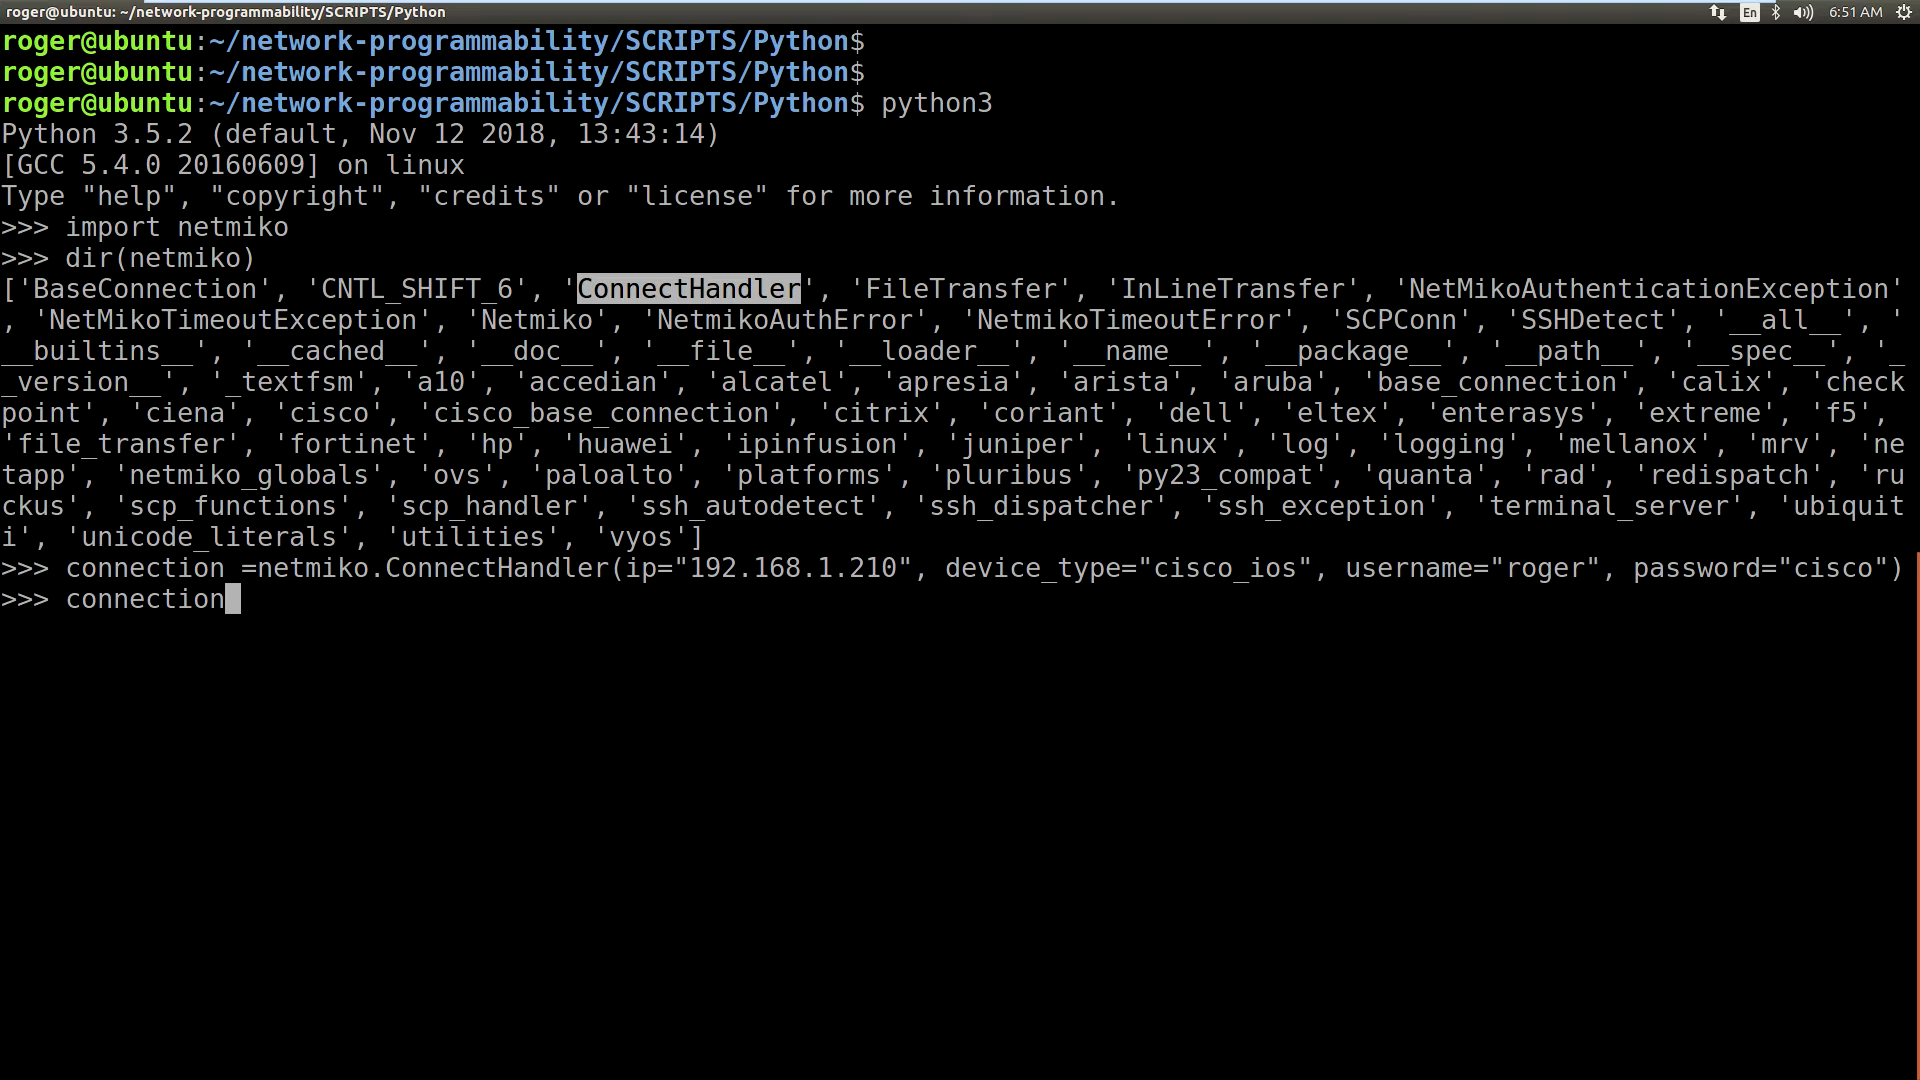 roger@ubuntu: ~/network-programmability/SCRIPTS/Python
En
6:51 AM
roger@ubuntu:~/network-programmability/SCRIPTS/Python$
roger@ubuntu:~/network-programmability/SCRIPTS/Python$
roger@ubuntu:~/network-programmability/SCRIPTS/Python$ python3
Python 3.5.2 (default, Nov 12 2018, 13:43:14)
[GCC 5.4.0 20160609] on linux
Type "help", "copyright", "credits" or "license" for more information.
>>> import netmiko
>>> dir(netmiko)
['BaseConnection', 'CNTL_SHIFT_6', 'ConnectHandler', 'FileTransfer', 'InLineTransfer', 'NetMikoAuthenticationException'
, 'NetMikoTimeoutException', 'Netmiko', 'NetmikoAuthError', 'NetmikoTimeoutError', 'SCPConn', 'SSHDetect', '__all__', '
__builtins__', '__cached__', '__doc__', '__file__', '__loader__', '__name__', '__package__', '__path__', '__spec__', '_
_version__', '_textfsm', 'a10', 'accedian', 'alcatel', 'apresia', 'arista', 'aruba', 'base_connection', 'calix', 'check
point', 'ciena', 'cisco', 'cisco_base_connection', 'citrix', 'coriant', 'dell', 'eltex', 'enterasys', 'extreme', 'f5',
'file_transfer', 'fortinet', 'hp', 'huawei', 'ipinfusion', 'juniper', 'linux', 'log', 'logging', 'mellanox', 'mrv', 'ne
tapp', 'netmiko_globals', 'ovs', 'paloalto', 'platforms', 'pluribus', 'py23_compat', 'quanta', 'rad', 'redispatch', 'ru
ckus', 'scp_functions', 'scp_handler', 'ssh_autodetect', 'ssh_dispatcher', 'ssh_exception', 'terminal_server', 'ubiquit
i', 'unicode_literals', 'utilities', 'vyos']
>>> connection =netmiko.ConnectHandler(ip="192.168.1.210", device_type="cisco_ios", username="roger", password="cisco")
>>> connection